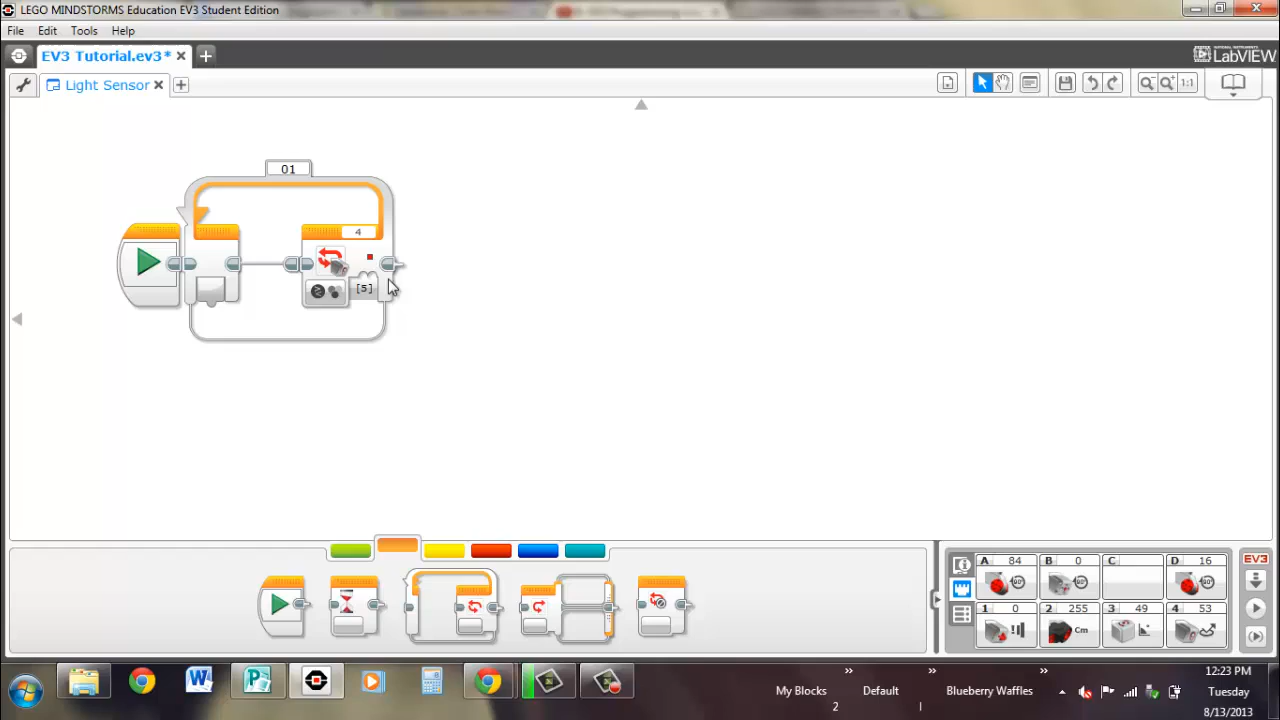 LEGO MINDSTORMS Education EV3 Student Edition
File Edit Tools Help
EV3 Tutorial.ev3*
LabVIEW
Light Sensor
1:1
01
4
[5]
A 84 B 0 C D 16
1 0 2 255 3 49 4 53
Cm
EV3
12:23 PM
My Blocks Default Blueberry Waffles
Tuesday
2
8/13/2013